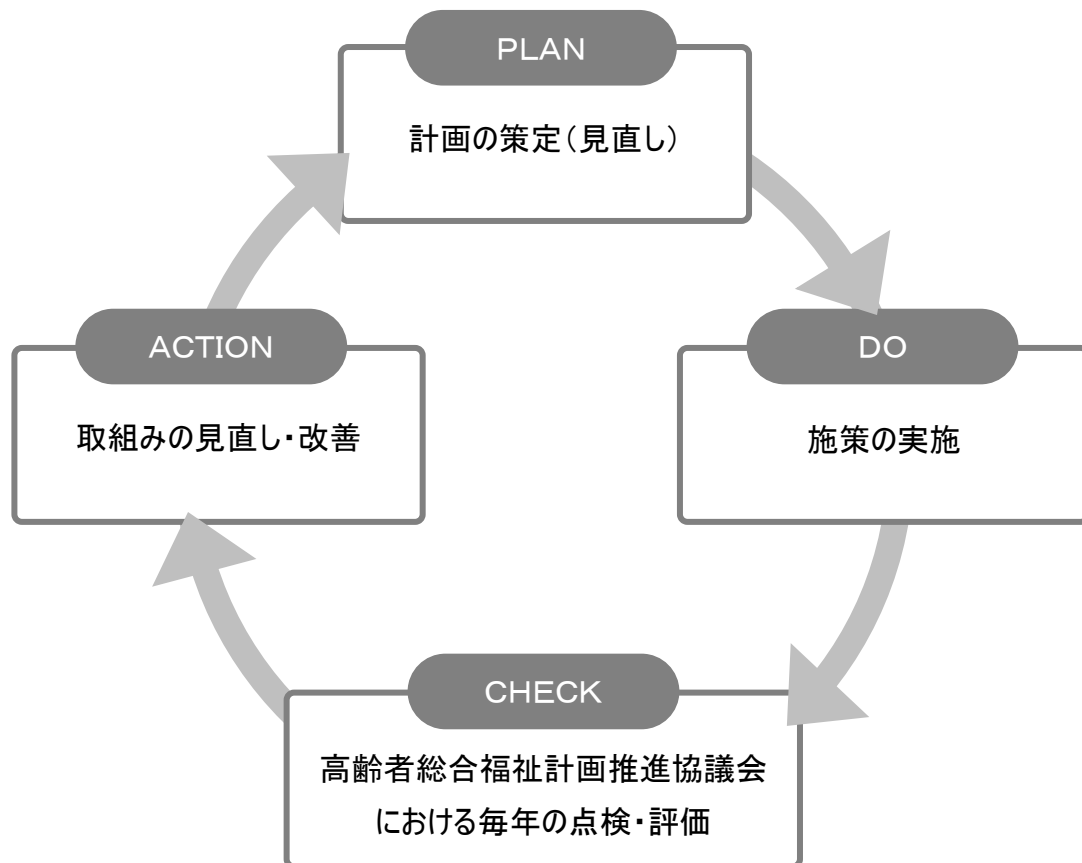 PLAN
計画の策定(見直し)
DO
施策の実施
CHECK
高齢者総合福祉計画推進協議会
における毎年の点検・評価
ACTION
取組みの見直し・改善